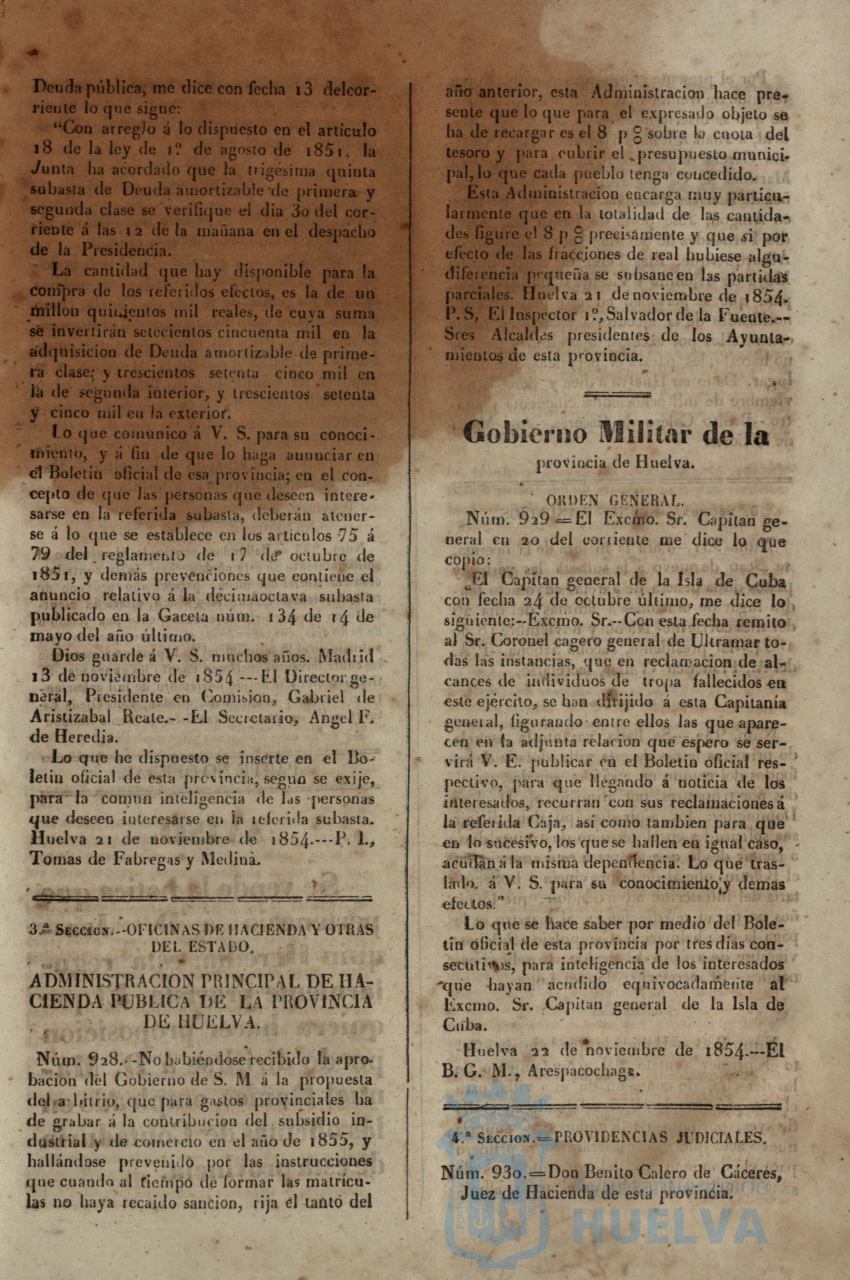 Deuda pública, me dice con fecha 13 delcor-
riente lo que sigue:
"Con arreglo á lo dispuesto en el artículo
18 de la ley de 1.º de agosto de 1851, la
Junta ha acordado que la trigésima quinta
subasta de Deuda amortizable de primera y
segunda clase se verifique el dia 30 del cor-
riente á las 12 de la mañana en el despacho
de la Presidencia.
La cantidad que hay disponible para la
compra de los referidos efectos, es la de un
millon quinientos mil reales, de cuya suma
se invertirán setecientos cincuenta mil en la
adquisicion de Deuda amortizable de prime-
ra clase; y trescientos setenta cinco mil en
la de segunda interior, y trescientos setenta
y cinco mil en la exterior.
Lo que comunico á V. S. para su conoci-
miento, y á fin de que lo haga anunciar en
el Boletin oficial de esa provincia; en el con-
cepto de que las personas que deseen intere-
sarse en la referida subasta, deberán atener-
se á lo que se establece en los artículos 75 á
79 del reglamento de 17 de octubre de
1851, y demás prevenciones que contiene el
anuncio relativo á la décimaoctava subasta
publicado en la Gaceta núm. 134 de 14 de
mayo del año último.
Dios guarde á V. S. muchos años. Madrid
13 de noviembre de 1854 ---El Director ge-
neral, Presidente en Comision, Gabriel de
Aristizabal Reate.- -El Secretario, Angel F.
de Heredia.
Lo que he dispuesto se inserte en el Bo-
letin oficial de esta provincia, segun se exije,
para la comun inteligencia de las personas
que deseen interesarse en la referida subasta.
Huelva 21 de noviembre de 1854.---P. I.,
Tomas de Fabregas y Medina.
3.ª SECCION.--OFICINAS DE HACIENDA Y OTRAS
DEL ESTADO.
ADMINISTRACION PRINCIPAL DE HA-
CIENDA PUBLICA DE LA PROVINCIA
DE HUELVA.
Núm. 928.--No habiéndose recibido la apro-
bacion del Gobierno de S. M á la propuesta
del arbitrio, que para gastos provinciales ha
de grabar á la contribucion del subsidio in-
dustrial y de comercio en el año de 1855, y
hallándose prevenido por las instrucciones
que cuando al tiempo de formar las matrícu-
las no haya recaido sancion, rija el tanto del
año anterior, esta Administracion hace pre-
sente que lo que para el expresado objeto se
ha de recargar es el 8 p % sobre la cuota del
tesoro y para cubrir el presupuesto munici-
pal, lo que cada pueblo tenga concedido.
Esta Administracion encarga muy particu-
larmente que en la totalidad de las cantida-
des figure el 8 p % precisamente y que si por
efecto de las fracciones de real hubiese algu-
diferencia pequeña se subsane en las partidas
parciales. Huelva 21 de noviembre de 1854.
P. S, El Inspector 1.º, Salvador de la Fuente.--
Sres Alcaldes presidentes de los Ayunta-
mientos de esta provincia.
Gobierno Militar de la
provincia de Huelva.
ORDEN GENERAL.
Núm. 929=El Excmo. Sr. Capitan ge-
neral en 20 del corriente me dice lo que
copio:
"El Capitan general de la Isla de Cuba
con fecha 24 de octubre último, me dice lo
siguiente:--Excmo. Sr.--Con esta fecha remito
al Sr. Coronel cagero general de Ultramar to-
das las instancias, que en reclamacion de al-
cances de individuos de tropa fallecidos en
este ejército, se han dirijido á esta Capitanía
general, figurando entre ellos las que apare-
cen en la adjunta relacion que espero se ser-
virá V. E. publicar en el Boletin oficial res-
pectivo, para que llegando á noticia de los
interesados, recurran con sus reclamaciones á
la referida Caja, asi como tambien para que
en lo sucesivo, los que se hallen en igual caso,
acudan á la misma dependencia. Lo que tras-
lado. á V. S. para su conocimiento y demas
efectos."
Lo que se hace saber por medio del Bole-
tin oficial de esta provincia por tres dias con-
secutivos, para inteligencia de los interesados
que hayan acudido equivocadamente al
Excmo. Sr. Capitan general de la Isla de
Cuba.
Huelva 22 de noviembre de 1854.---El
B. G. M., Arespacochaga.
4.ª SECCION.=PROVIDENCIAS JUDICIALES.
Núm. 930.=Don Benito Calero de Cáceres,
Juez de Hacienda de esta provincia.
HUELVA